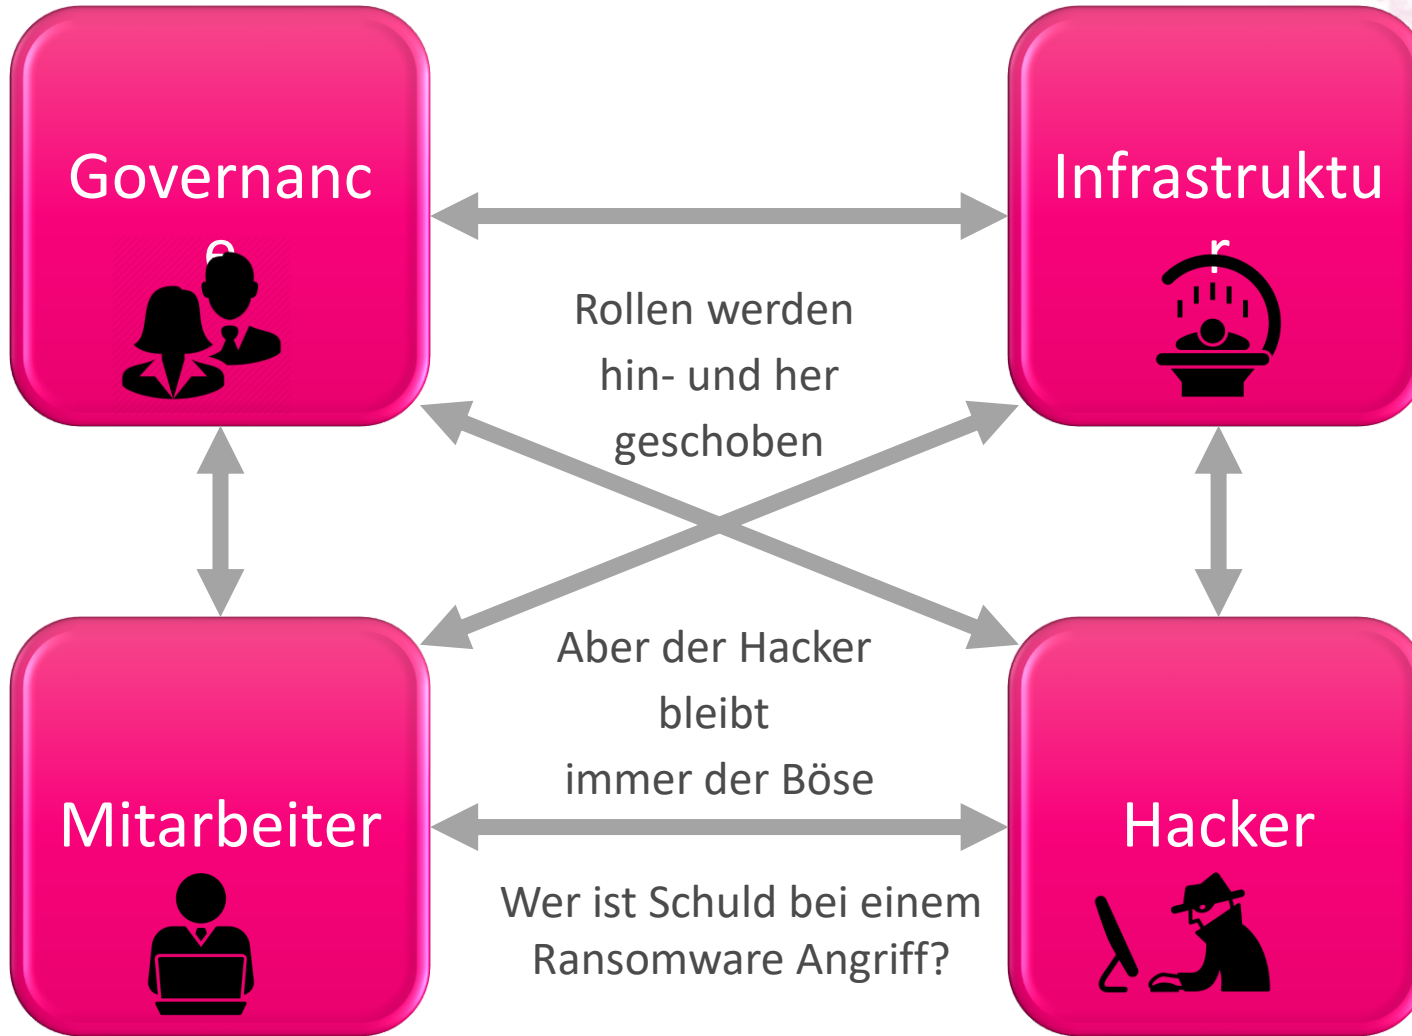 Governanc
e
Infrastruktu
r
Rollen werden
hin- und her
geschoben
Aber der Hacker
bleibt
immer der Böse
Mitarbeiter
Hacker
Wer ist Schuld bei einem
Ransomware Angriff?